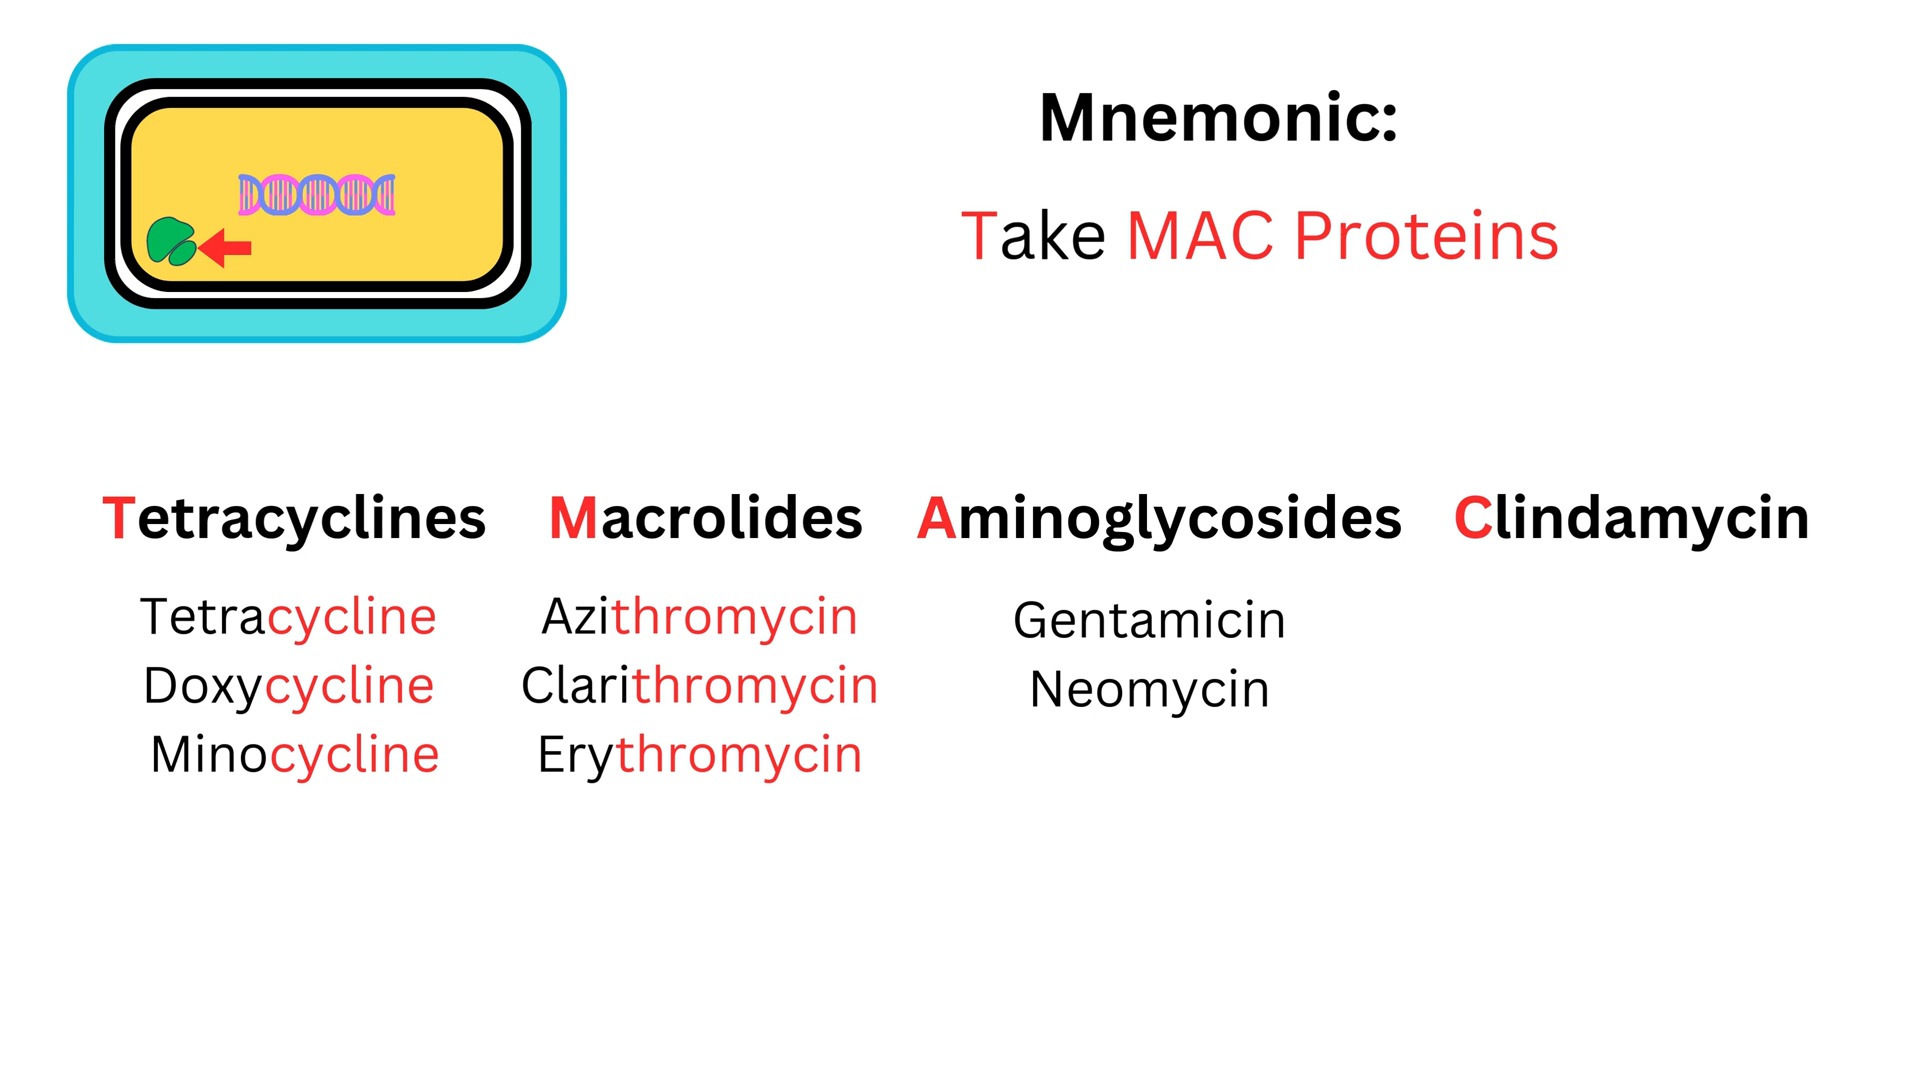 Mnemonic:
Take MAC Proteins
Tetracyclines
Tetracycline
Doxycycline
Minocycline
Macrolides
Azithromycin
Clarithromycin
Erythromycin
Aminoglycosides
Gentamicin
Neomycin
Clindamycin